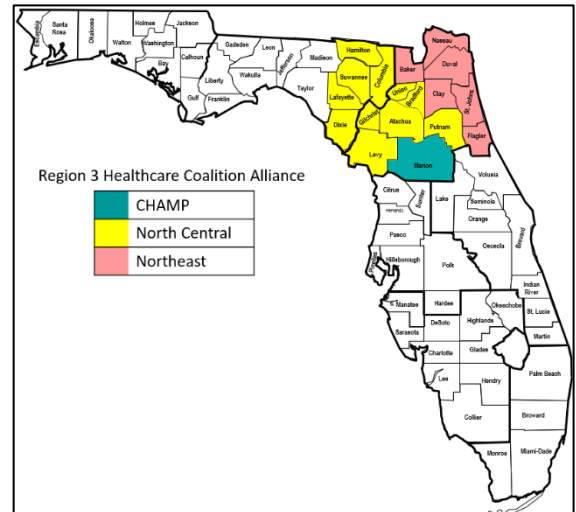 Escambia
Santa
Rosa
Okaloosa
Walton
Holmes
Washington
Bay
Jackson
Calhoun
Gulf
Liberty
Franklin
Gadsden
Leon
Wakulla
Jefferson
Madison
Taylor
Hamilton
Suwannee
Lafayette
Dixie
Columbia
Gilchrist
Levy
Union
Bradford
Alachua
Putnam
Marion
Baker
Nassau
Duval
Clay
St. Johns
Flagler
Region 3 Healthcare Coalition Alliance
CHAMP
North Central
Northeast
Citrus
Hernando
Sumter
Lake
Volusia
Seminole
Orange
Brevard
Pasco
Pinellas
Hillsborough
Polk
Osceola
Indian
River
Manatee
Hardee
Okeechobe
St. Lucie
Highlands
Sarasota
DeSoto
Martin
Charlotte
Glades
Lee
Hendry
Palm Beach
Collier
Broward
Monroe
Miami-Dade